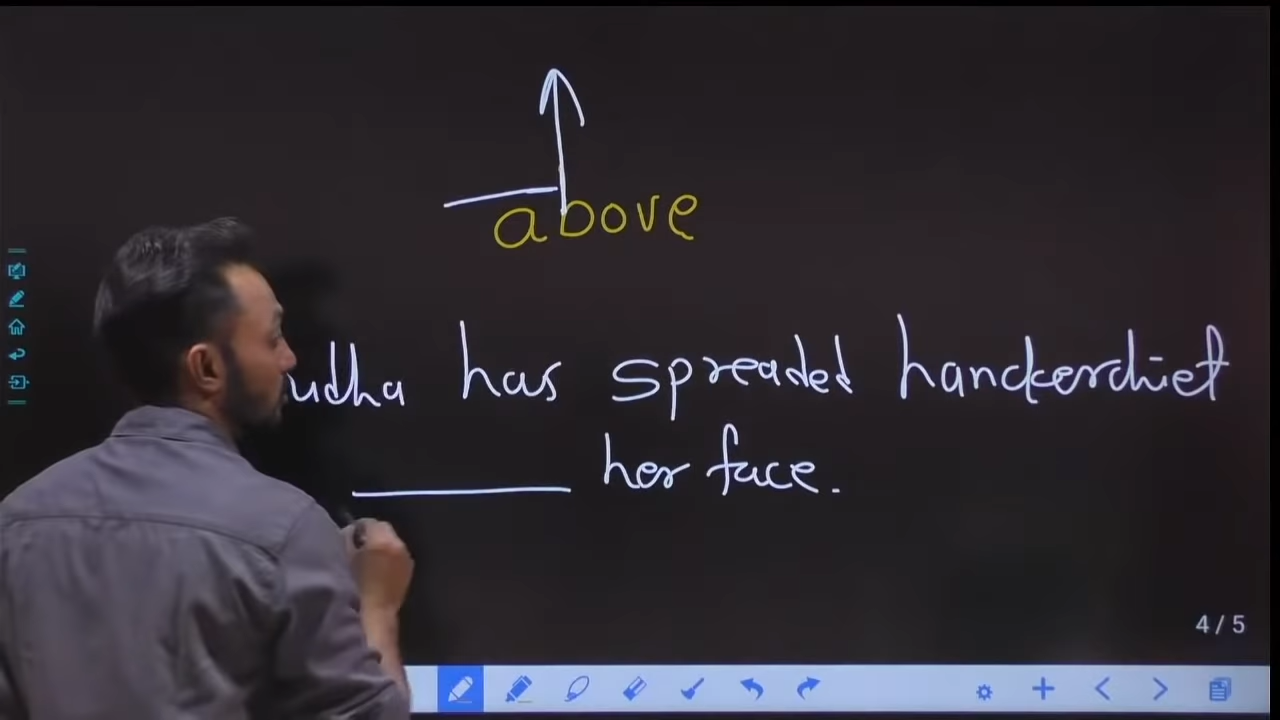 above
udha has spreaded hanckerchief
her face.
4 / 5